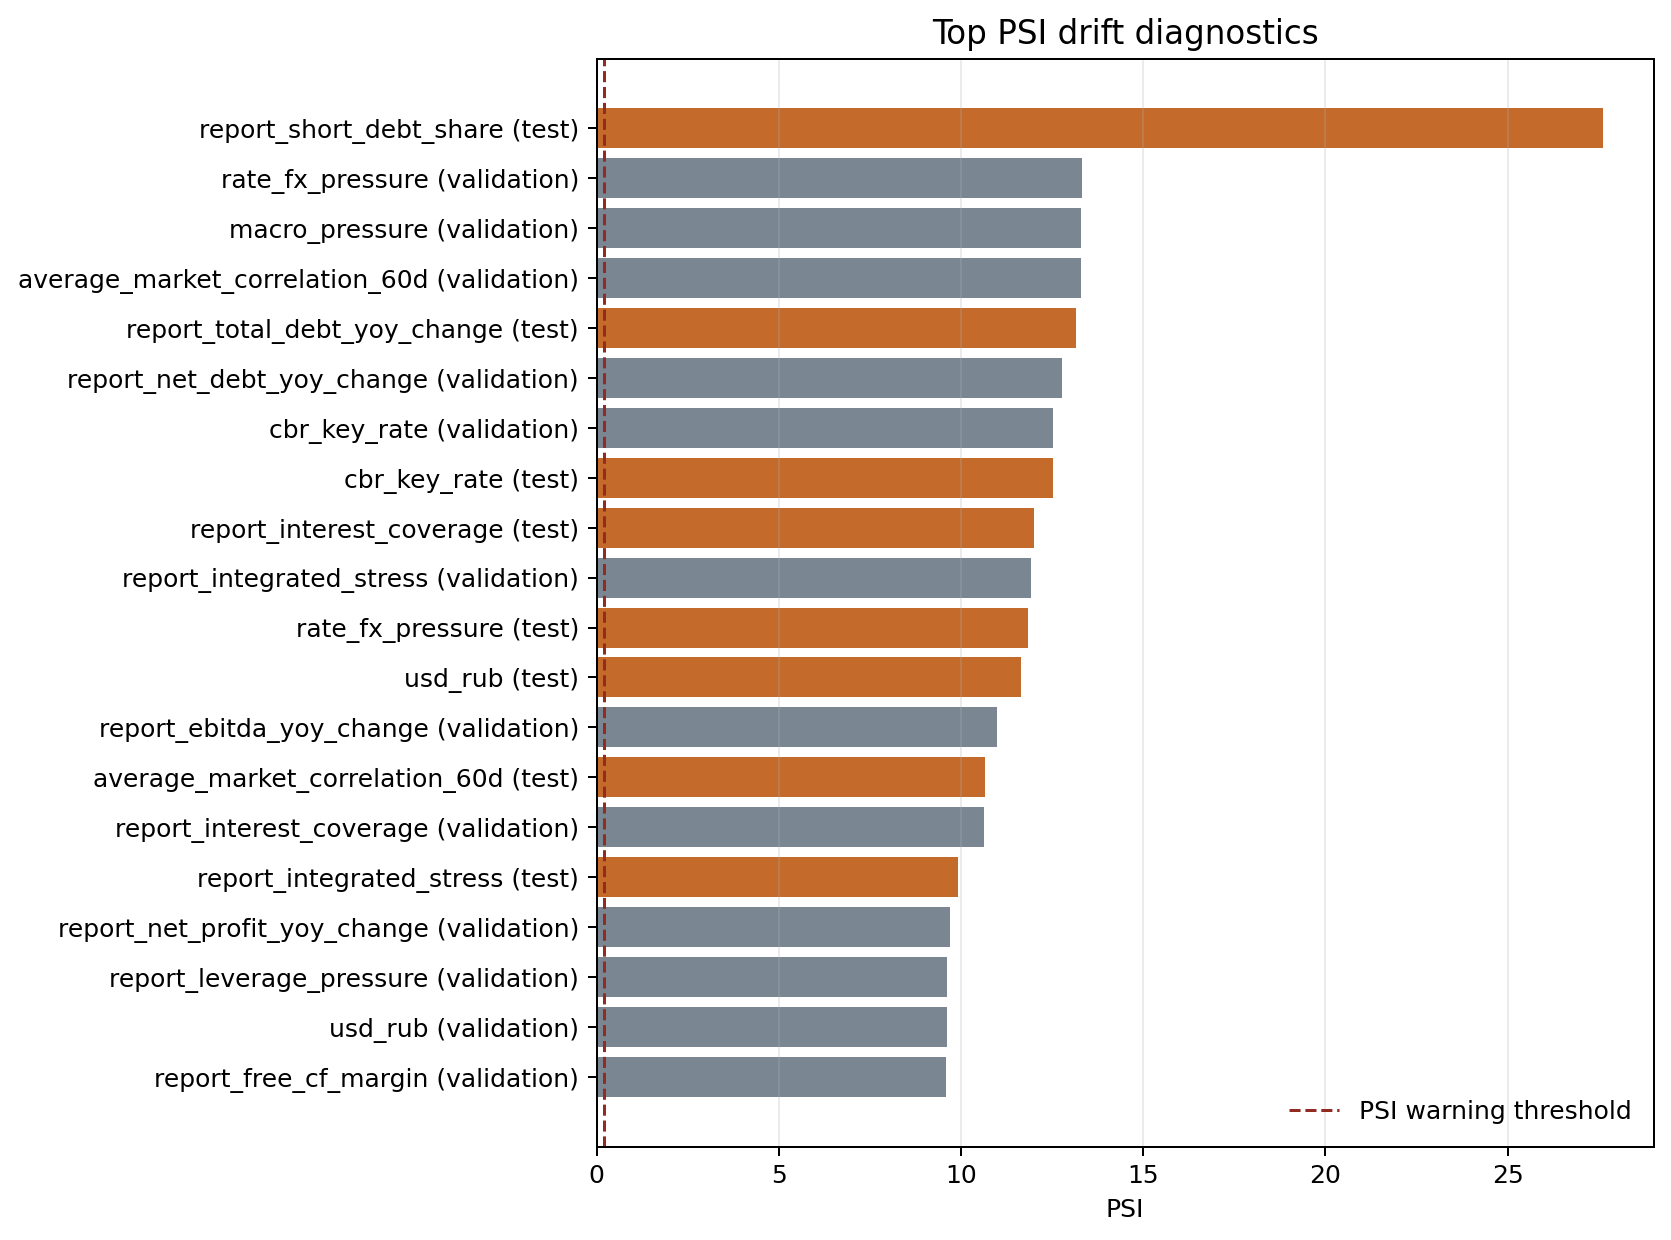 Top PSI drift diagnostics
report_short_debt_share (test)
rate_fx_pressure (validation)
macro_pressure (validation)
average_market_correlation_60d (validation)
report_total_debt_yoy_change (test)
report_net_debt_yoy_change (validation)
cbr_key_rate (validation)
cbr_key_rate (test)
report_interest_coverage (test)
report_integrated_stress (validation)
rate_fx_pressure (test)
usd_rub (test)
report_ebitda_yoy_change (validation)
average_market_correlation_60d (test)
report_interest_coverage (validation)
report_integrated_stress (test)
report_net_profit_yoy_change (validation)
report_leverage_pressure (validation)
usd_rub (validation)
report_free_cf_margin (validation)
PSI warning threshold
0 5 10 15 20 25
PSI